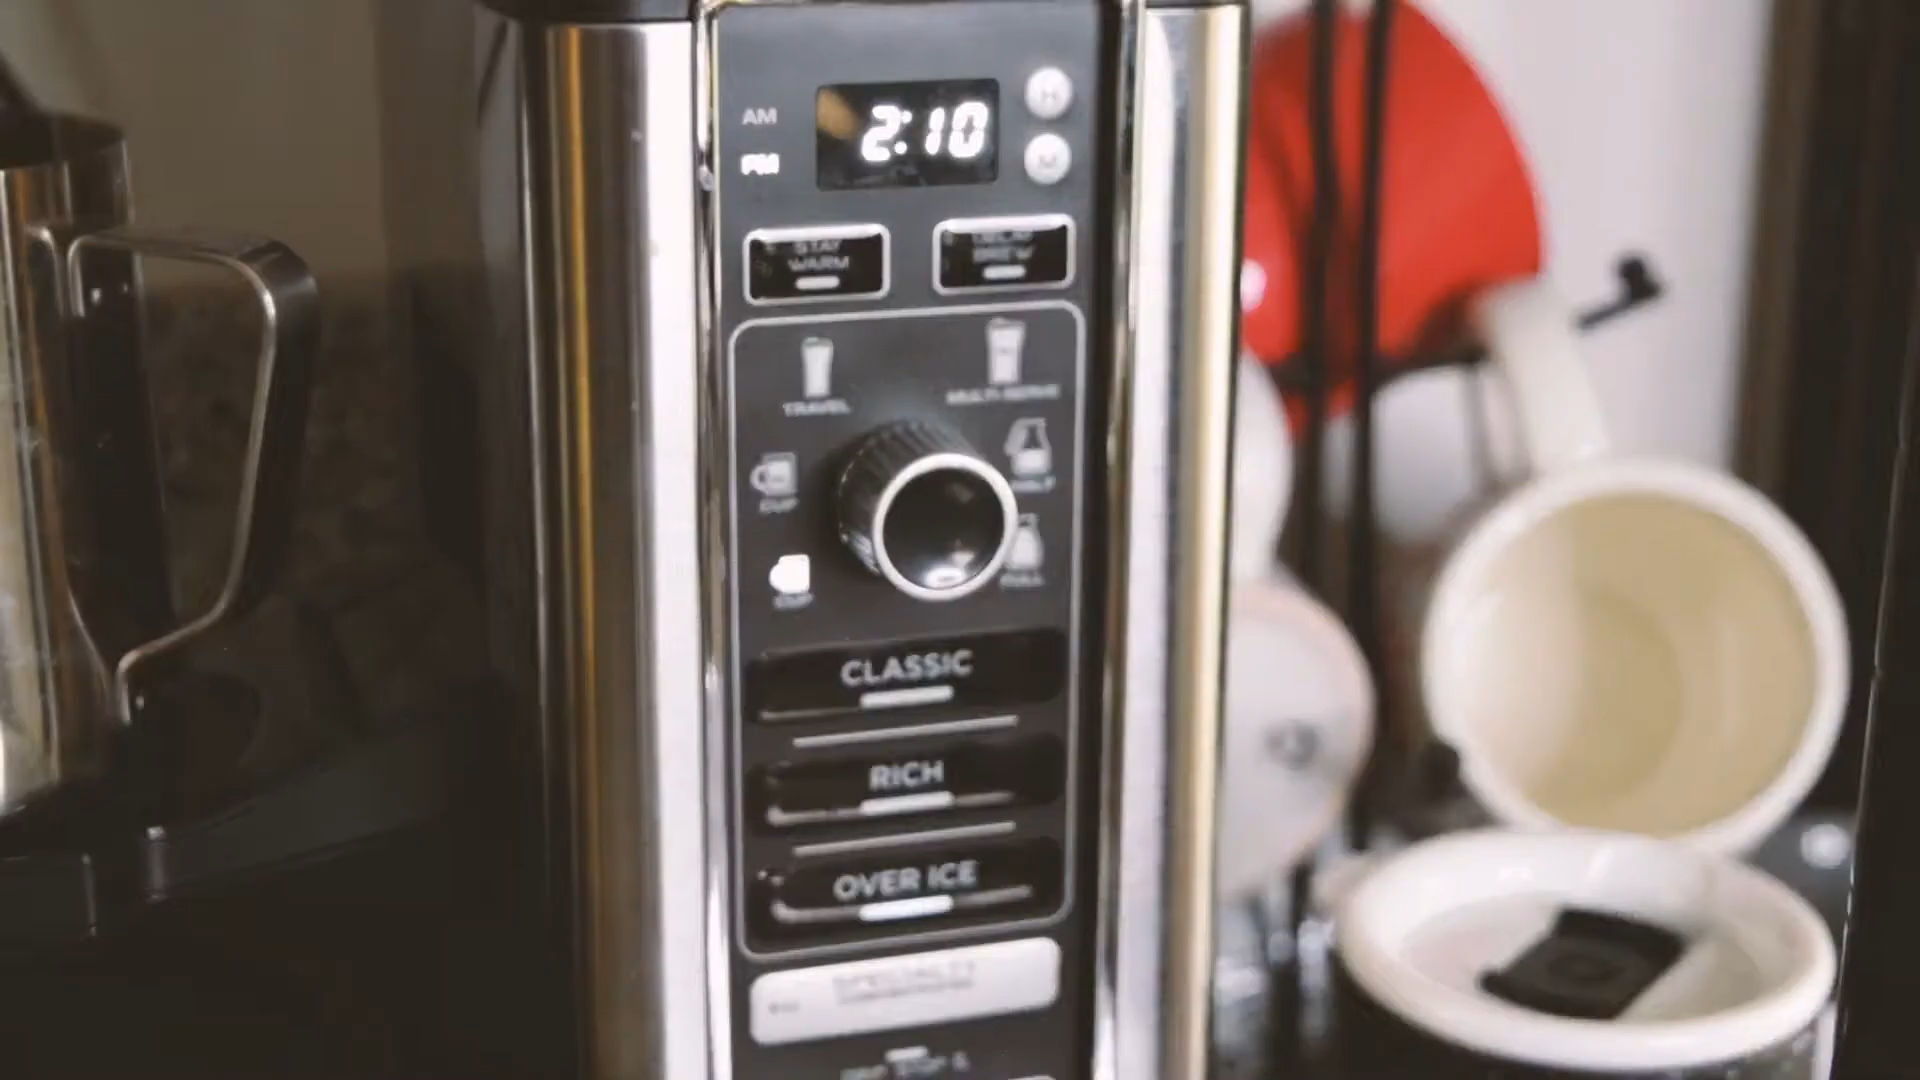 AM
2:10
H
PM
M
STAY
WARM
DELAY
BREW
TRAVEL
MULTI-SERVE
CUP
HALF
CUP
FULL
CLASSIC
RICH
OVER ICE
SPECIALTY